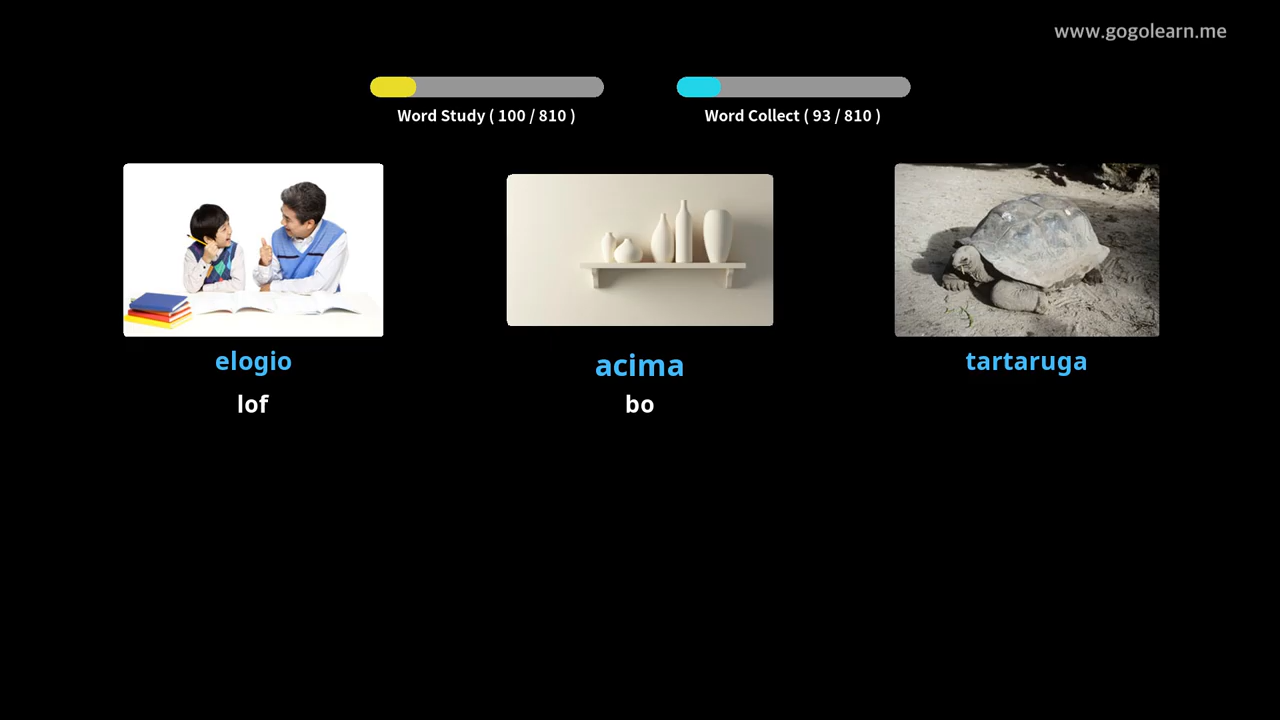 www.gogolearn.me
Word Study ( 100 / 810 )
Word Collect ( 93 / 810 )
elogio
lof
acima
bo
tartaruga